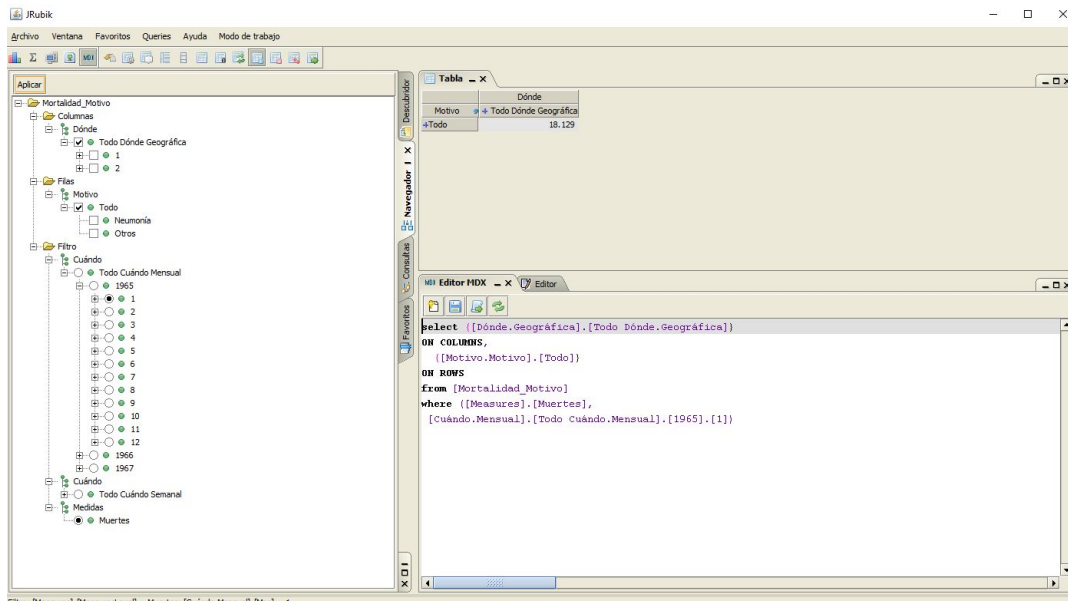 JRubik
Archivo Ventana Favoritos Queries Ayuda Modo de trabajo
MDX
Aplicar
Mortalidad_Motivo
Columnas
Dónde
Todo Dónde Geográfica
1
2
Filas
Motivo
Todo
Neumonía
Otros
Filtro
Cuándo
Todo Cuándo Mensual
1965
1
2
3
4
5
6
7
8
9
10
11
12
1966
1967
Cuándo
Todo Cuándo Semanal
Medidas
Muertes
Descubridor
Navegador
Consultas
Favoritos
Tabla
Dónde
Motivo + Todo Dónde Geográfica
+Todo 18.129
MDX Editor MDX Editor
select {[Dónde.Geográfica].[Todo Dónde.Geográfica]}
ON COLUMNS,
{[Motivo.Motivo].[Todo]}
ON ROWS
from [Mortalidad_Motivo]
where ([Measures].[Muertes],
[Cuándo.Mensual].[Todo Cuándo.Mensual].[1965].[1])